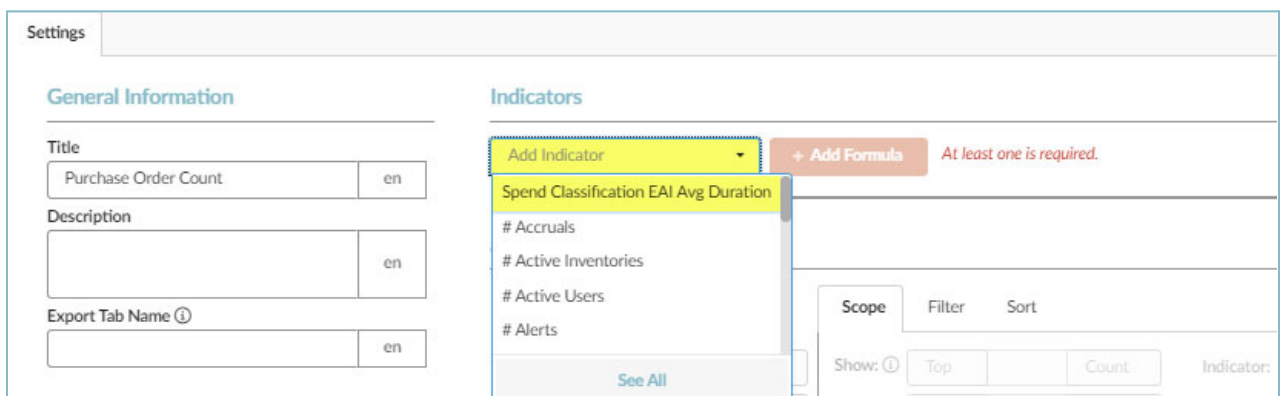 Settings
General Information
Title
Purchase Order Count
en
Description
en
Export Tab Name
en
Indicators
Add Indicator
+ Add Formula
At least one is required.
Spend Classification EAI Avg Duration
# Accruals
# Active Inventories
# Active Users
# Alerts
See All
Scope
Filter
Sort
Show:
Top
Count
Indicator: